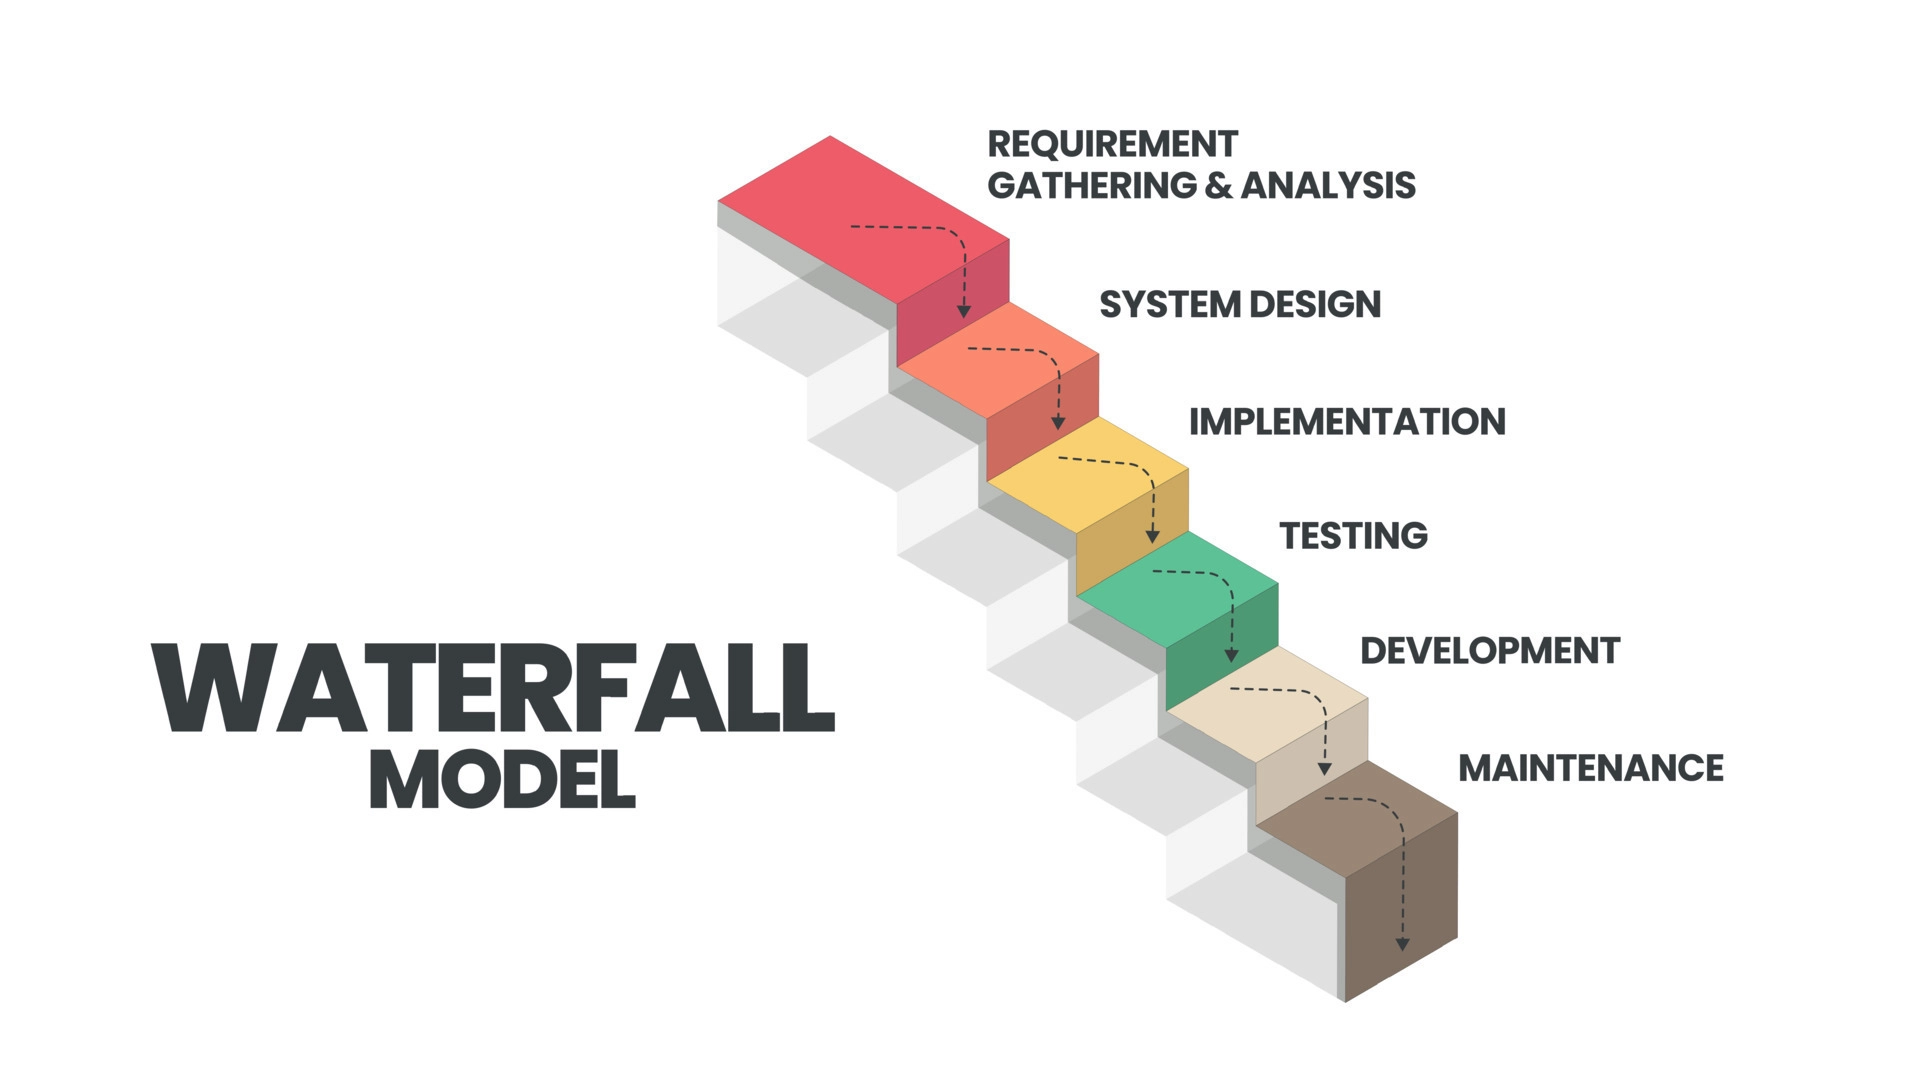 REQUIREMENT
GATHERING & ANALYSIS
SYSTEM DESIGN
IMPLEMENTATION
TESTING
DEVELOPMENT
MAINTENANCE
WATERFALL
MODEL